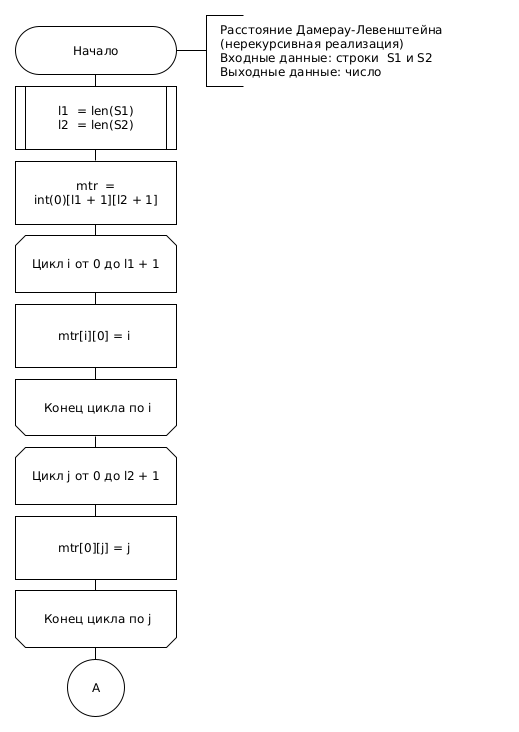 Начало
Расстояние Дамерау-Левенштейна
(нерекурсивная реализация)
Входные данные: строки S1 и S2
Выходные данные: число
l1 = len(S1)
l2 = len(S2)
mtr =
int(0)[l1 + 1][l2 + 1]
Цикл i от 0 до l1 + 1
mtr[i][0] = i
Конец цикла по i
Цикл j от 0 до l2 + 1
mtr[0][j] = j
Конец цикла по j
A